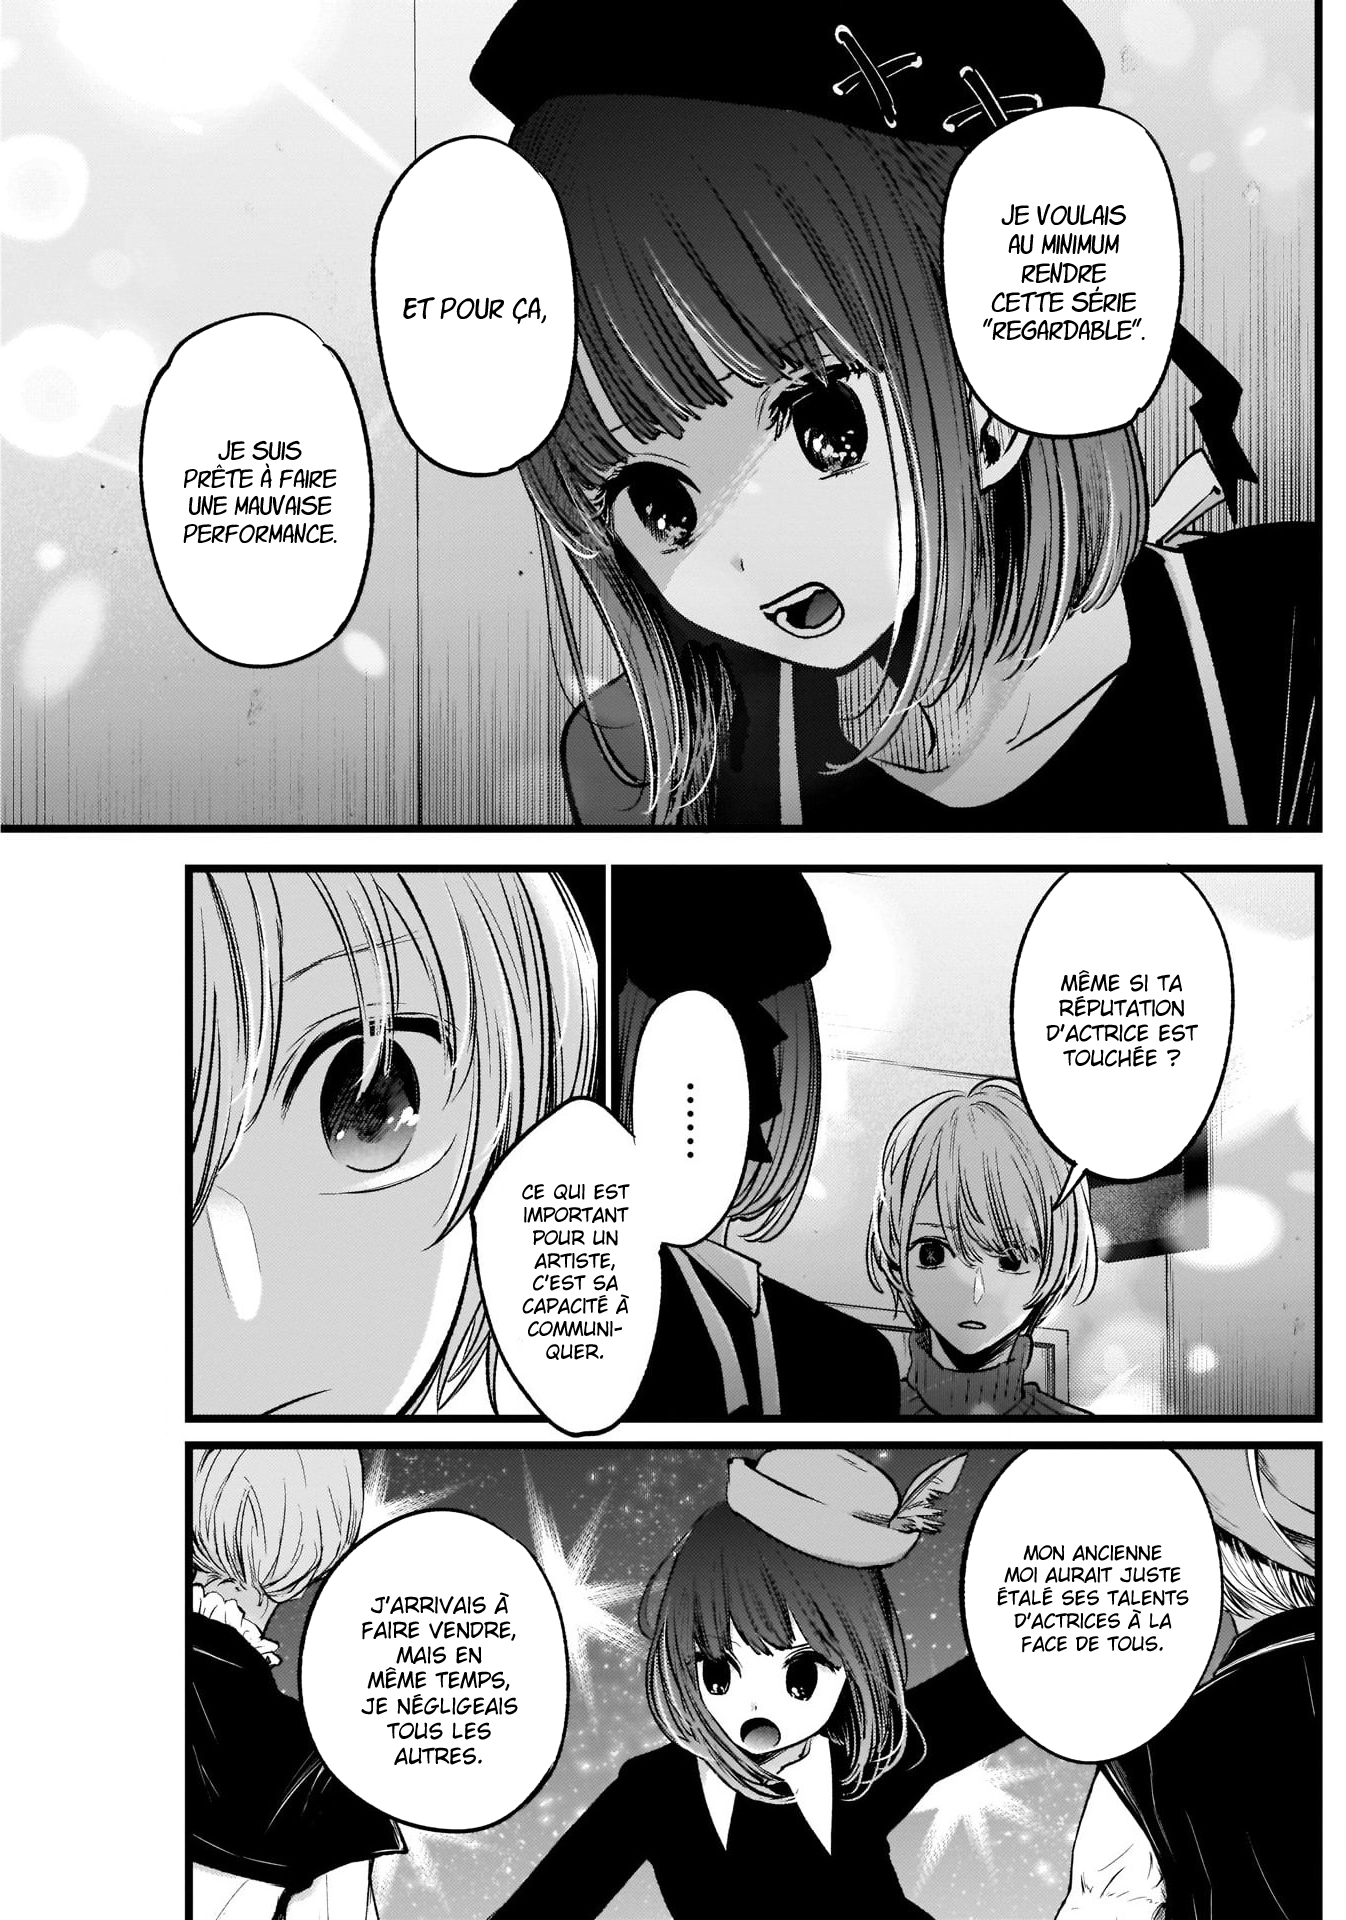 JE VOULAIS
AU MINIMUM
RENDRE
CETTE SÉRIE
"REGARDABLE".
ET POUR ÇA,
JE SUIS
PRÊTE À FAIRE
UNE MAUVAISE
PERFORMANCE.
MÊME SI TA
RÉPUTATION
D'ACTRICE EST
TOUCHÉE ?
........
CE QUI EST
IMPORTANT
POUR UN
ARTISTE,
C'EST SA
CAPACITÉ À
COMMUNI-
QUER.
MON ANCIENNE
MOI AURAIT JUSTE
ÉTALÉ SES TALENTS
D'ACTRICES À LA
FACE DE TOUS.
J'ARRIVAIS À
FAIRE VENDRE,
MAIS EN
MÊME TEMPS,
JE NÉGLIGEAIS
TOUS LES
AUTRES.